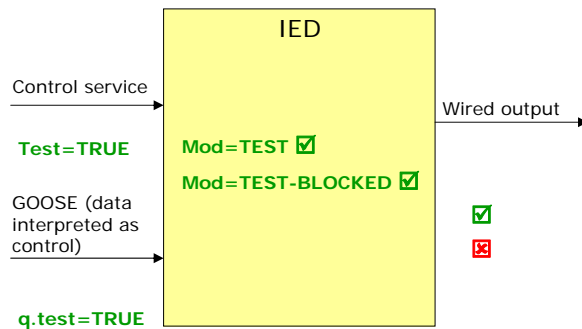 IED
Control service
Wired output
Test=TRUE
Mod=TEST
Mod=TEST-BLOCKED
GOOSE (data
interpreted as
control)
q.test=TRUE